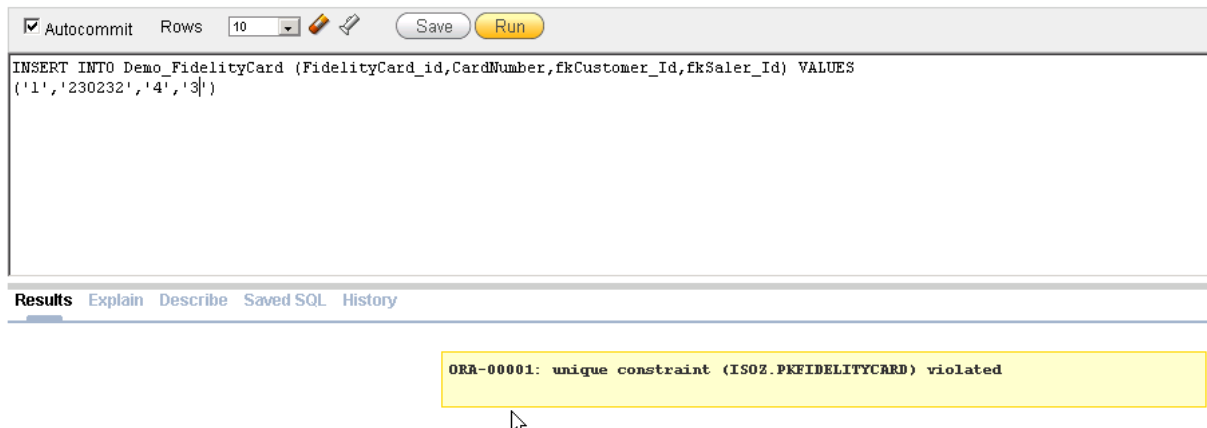 Autocommit Rows 10 Save Run
INSERT INTO Demo_FidelityCard (FidelityCard_id,CardNumber,fkCustomer_Id,fkSaler_Id) VALUES
('1','230232','4','3')
Results Explain Describe Saved SQL History
ORA-00001: unique constraint (ISOZ.PKFIDELITYCARD) violated